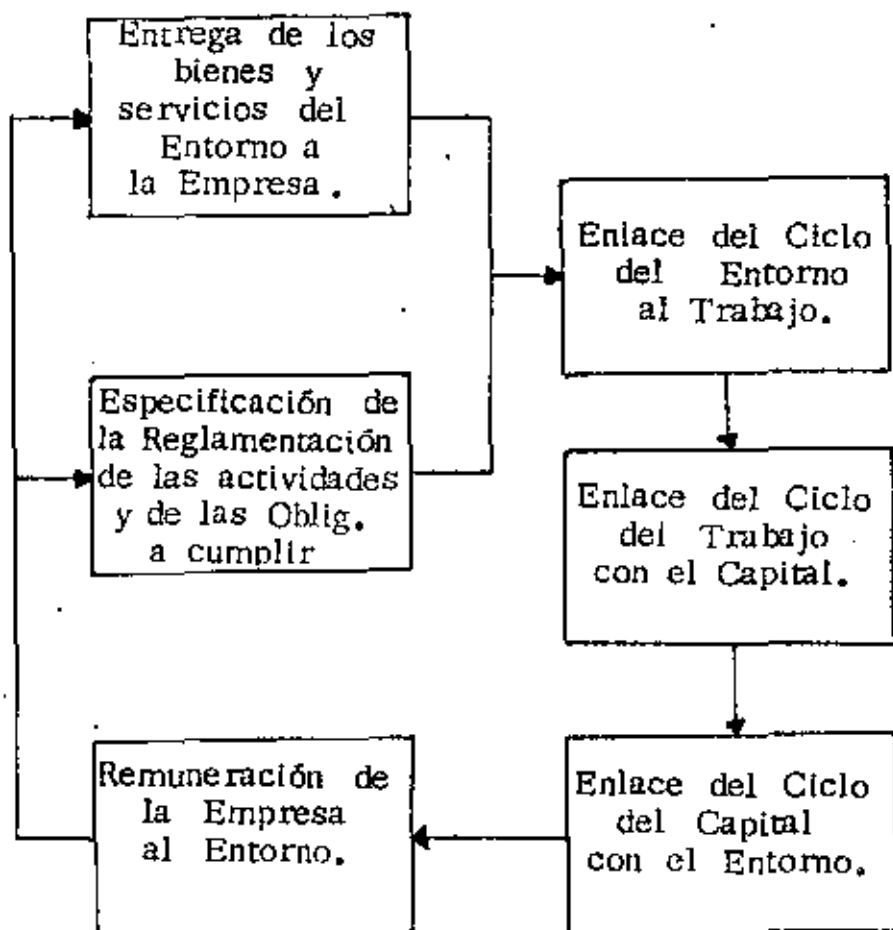 Entrega de los
bienes y
servicios del
Entorno a
la Empresa.
Enlace del Ciclo
del Entorno
al Trabajo.
Especificación de
la Reglamentación
de las actividades
y de las Oblig.
a cumplir
Enlace del Ciclo
del Trabajo
con el Capital.
Remuneración de
la Empresa
al Entorno.
Enlace del Ciclo
del Capital
con el Entorno.